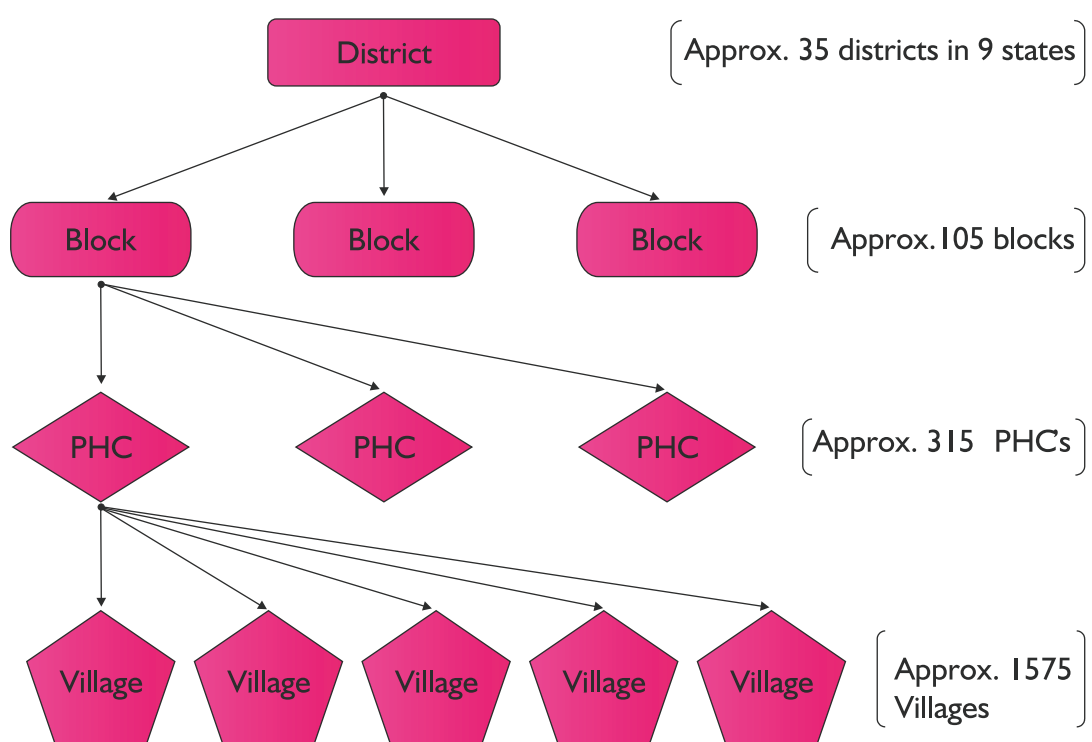 District
Approx. 35 districts in 9 states
Block
Block
Block
Approx. 105 blocks
PHC
PHC
PHC
Approx. 315 PHC's
Village
Village
Village
Village
Village
Approx. 1575
Villages